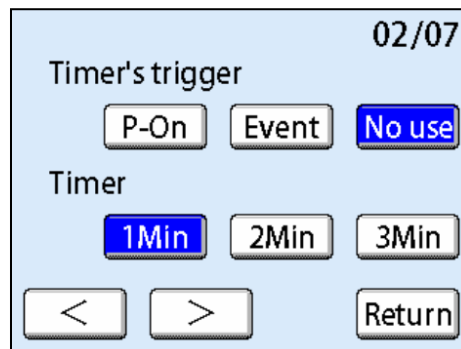 02/07
Timer's trigger
P-On Event No use
Timer
1Min 2Min 3Min
< > Return